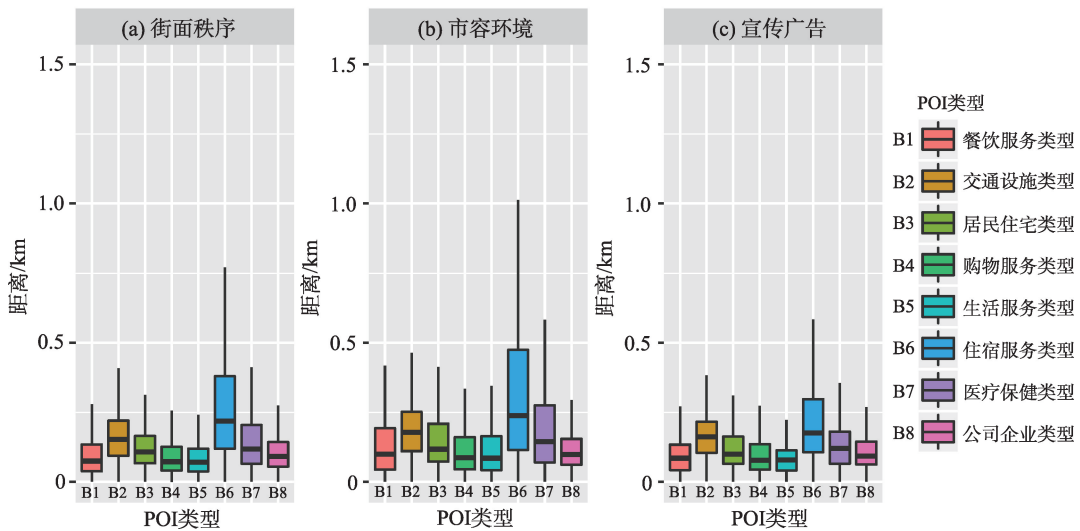 (a) 街面秩序
(b) 市容环境
(c) 宣传广告
距离/km
1.5
1.0
0.5
0
B1 B2 B3 B4 B5 B6 B7 B8
POI类型
距离/km
1.5
1.0
0.5
0
B1 B2 B3 B4 B5 B6 B7 B8
POI类型
距离/km
1.5
1.0
0.5
0
B1 B2 B3 B4 B5 B6 B7 B8
POI类型
POI类型
B1 餐饮服务类型
B2 交通设施类型
B3 居民住宅类型
B4 购物服务类型
B5 生活服务类型
B6 住宿服务类型
B7 医疗保健类型
B8 公司企业类型